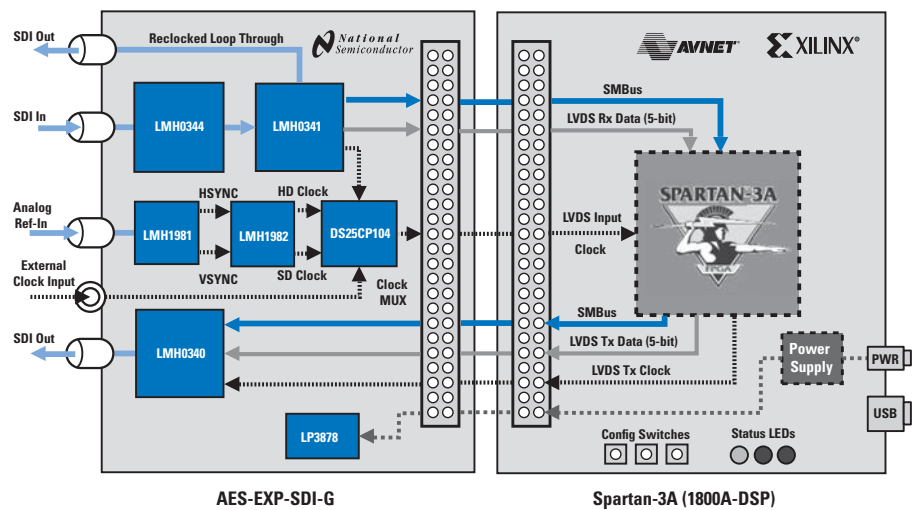 SDI Out
Reclocked Loop Through
National
Semiconductor
AVNET®
XILINX®
SMBus
SDI In
LMH0344
LMH0341
LVDS Rx Data (5-bit)
SPARTAN-3A
FPGA
Analog
Ref-In
HSYNC
HD Clock
LMH1981
LMH1982
DS25CP104
LVDS Input
Clock
External
Clock Input
VSYNC
SD Clock
Clock
MUX
SMBus
SDI Out
LMH0340
LVDS Tx Data (5-bit)
Power
Supply
PWR
LVDS Tx Clock
USB
LP3878
Config Switches
Status LEDs
AES-EXP-SDI-G
Spartan-3A (1800A-DSP)